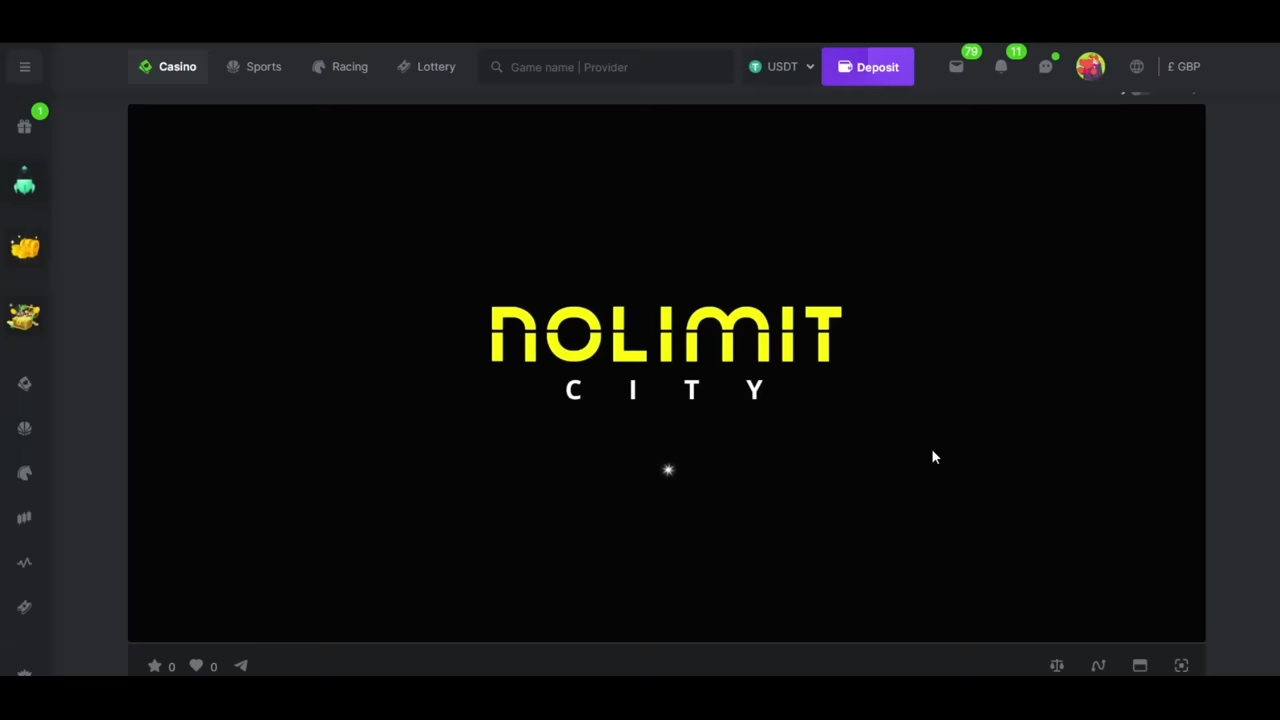 Casino
Sports
Racing
Lottery
Game name | Provider
USDT
Deposit
79
11
£ GBP
1
NOLIMIT
CITY
0
0